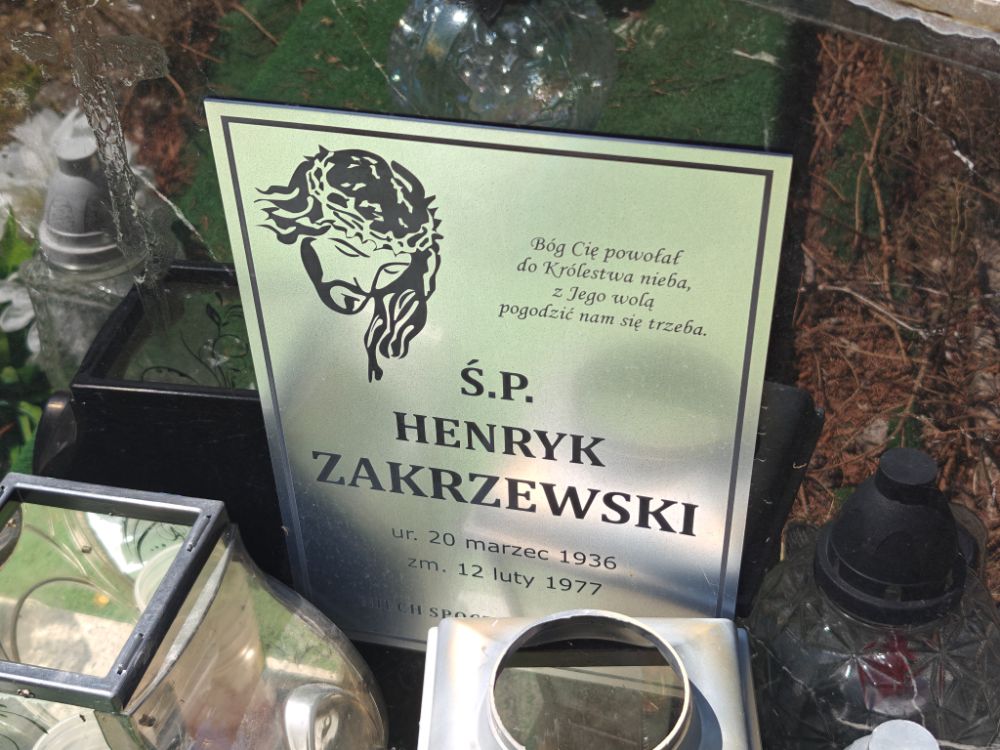 Bóg Cię powołał
do Królestwa nieba,
z Jego wolą
pogodzić nam się trzeba.
Ś.P.
HENRYK
ZAKRZEWSKI
ur. 20 marzec 1936
zm. 12 luty 1977